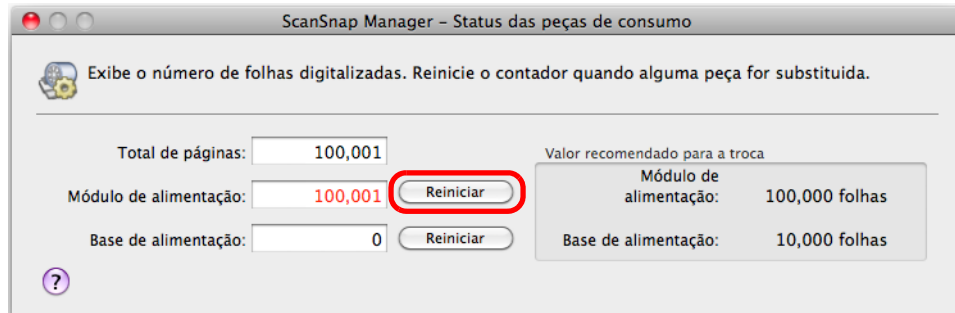 ScanSnap Manager – Status das peças de consumo
Exibe o número de folhas digitalizadas. Reinicie o contador quando alguma peça for substituida.
Total de páginas: 100,001
Módulo de alimentação: 100,001 Reiniciar
Base de alimentação: 0 Reiniciar
Valor recomendado para a troca
Módulo de
alimentação: 100,000 folhas
Base de alimentação: 10,000 folhas
?